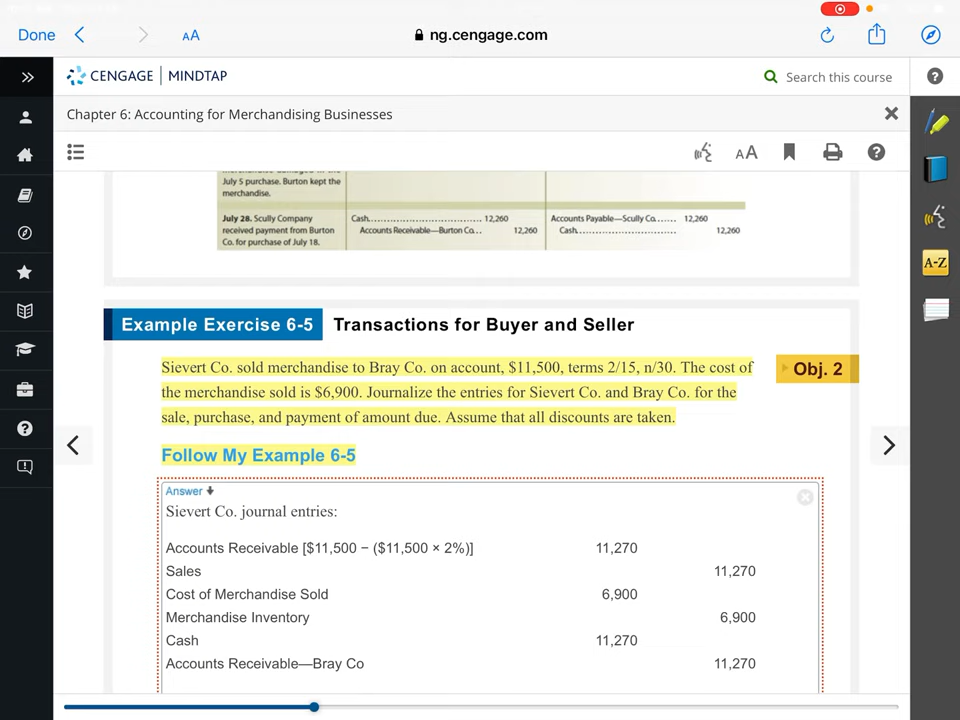 Done AA ng.cengage.com
CENGAGE | MINDTAP Search this course
Chapter 6: Accounting for Merchandising Businesses
AA
July 5 purchase. Burton kept the
merchandise.
July 28. Scully Company Cash 12,260 Accounts Payable—Scully Co. 12,260
received payment from Burton Accounts Receivable—Burton Co. 12,260 Cash 12,260
Co. for purchase of July 18.
Example Exercise 6-5 Transactions for Buyer and Seller
Sievert Co. sold merchandise to Bray Co. on account, $11,500, terms 2/15, n/30. The cost of Obj. 2
the merchandise sold is $6,900. Journalize the entries for Sievert Co. and Bray Co. for the
sale, purchase, and payment of amount due. Assume that all discounts are taken.
Follow My Example 6-5
Answer
Sievert Co. journal entries:
Accounts Receivable [$11,500 − ($11,500 × 2%)] 11,270
Sales 11,270
Cost of Merchandise Sold 6,900
Merchandise Inventory 6,900
Cash 11,270
Accounts Receivable—Bray Co 11,270
A-Z